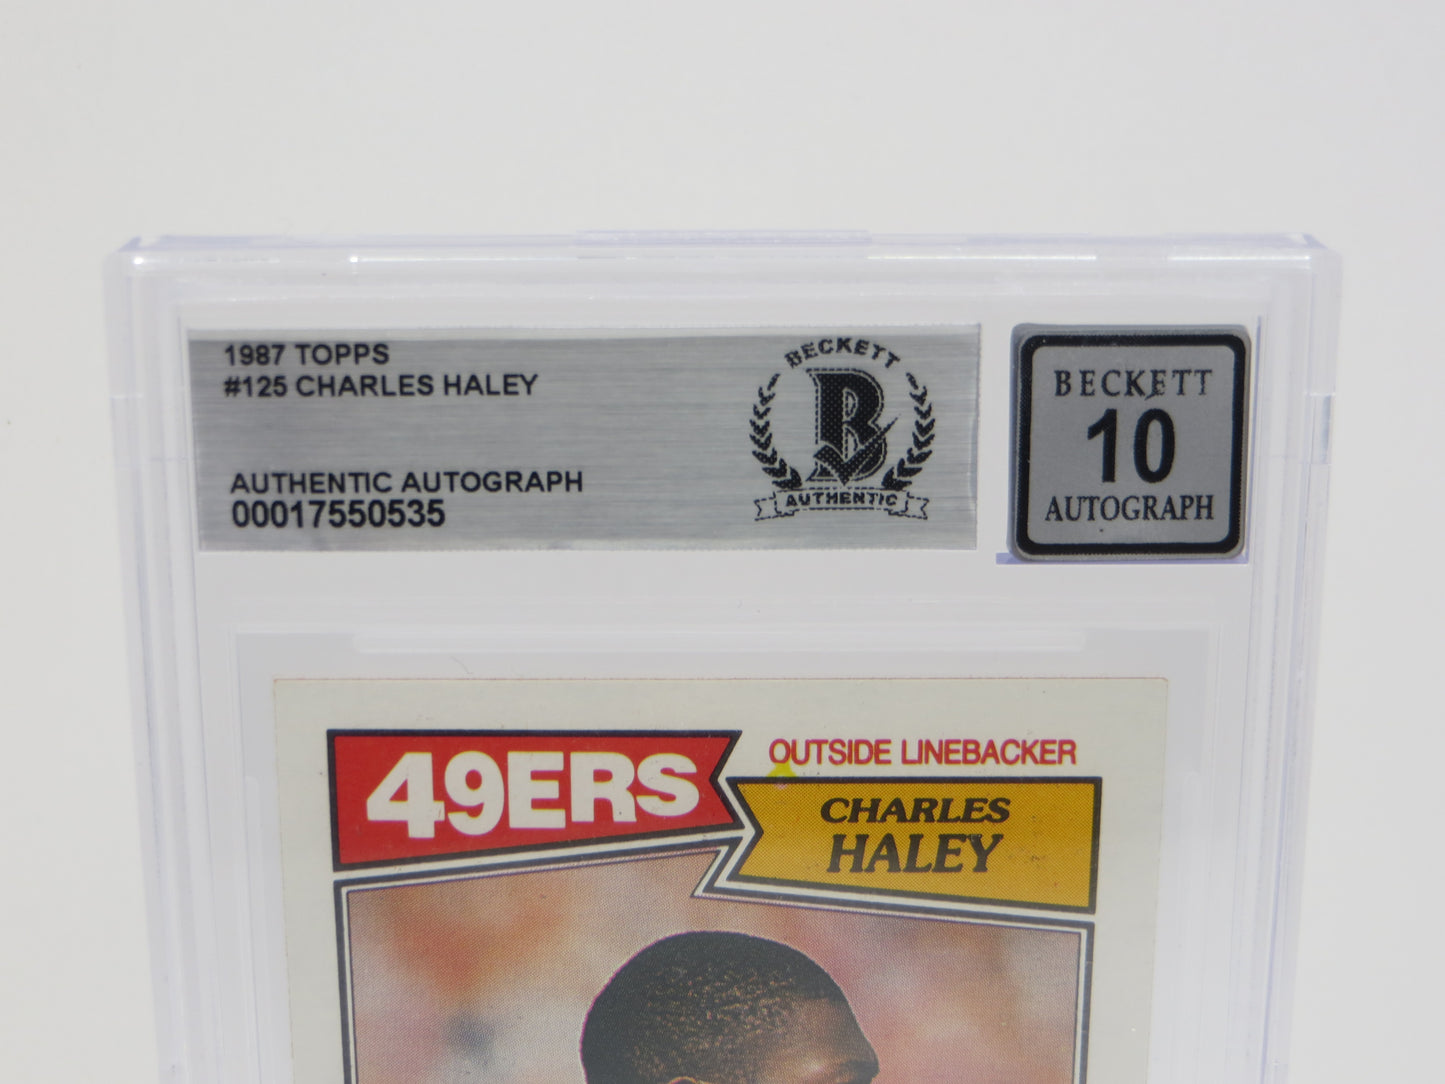 1987 TOPPS
#125 CHARLES HALEY
AUTHENTIC AUTOGRAPH
00017550535
BECKETT
B
AUTHENTIC
BECKETT
10
AUTOGRAPH
49ERS
OUTSIDE LINEBACKER
CHARLES
HALEY